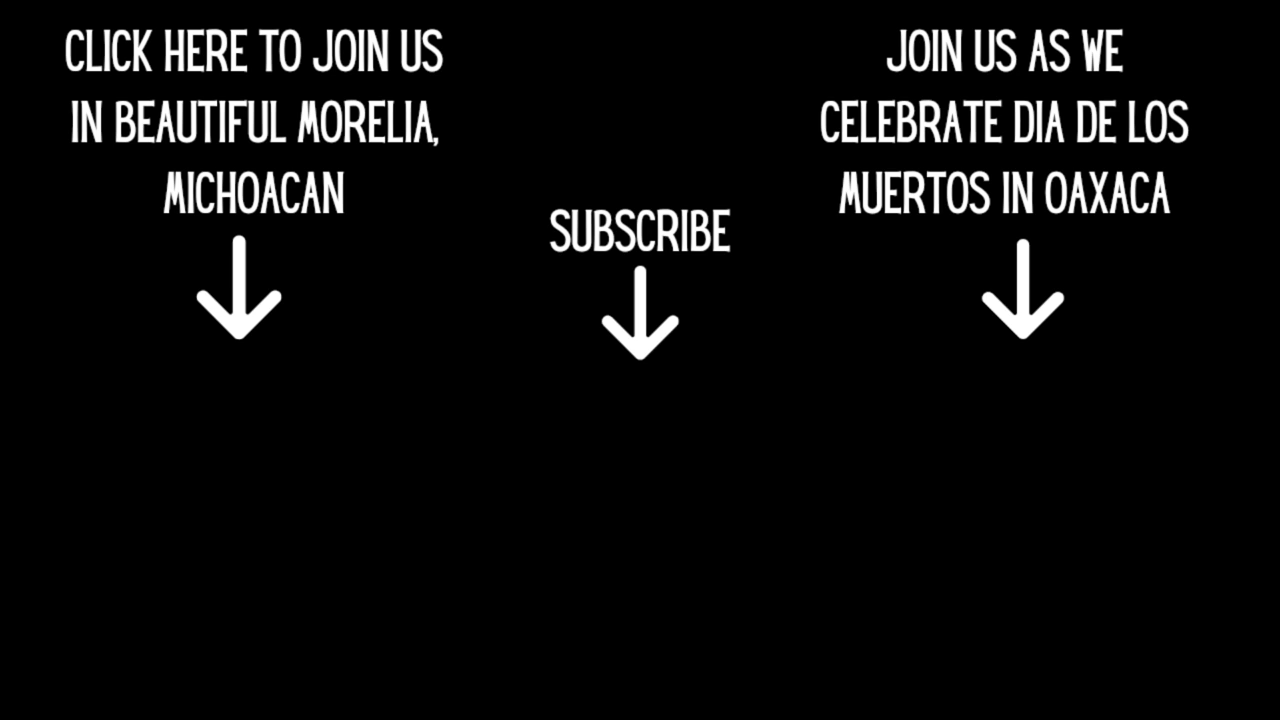 CLICK HERE TO JOIN US
IN BEAUTIFUL MORELIA,
MICHOACAN
SUBSCRIBE
JOIN US AS WE
CELEBRATE DIA DE LOS
MUERTOS IN OAXACA